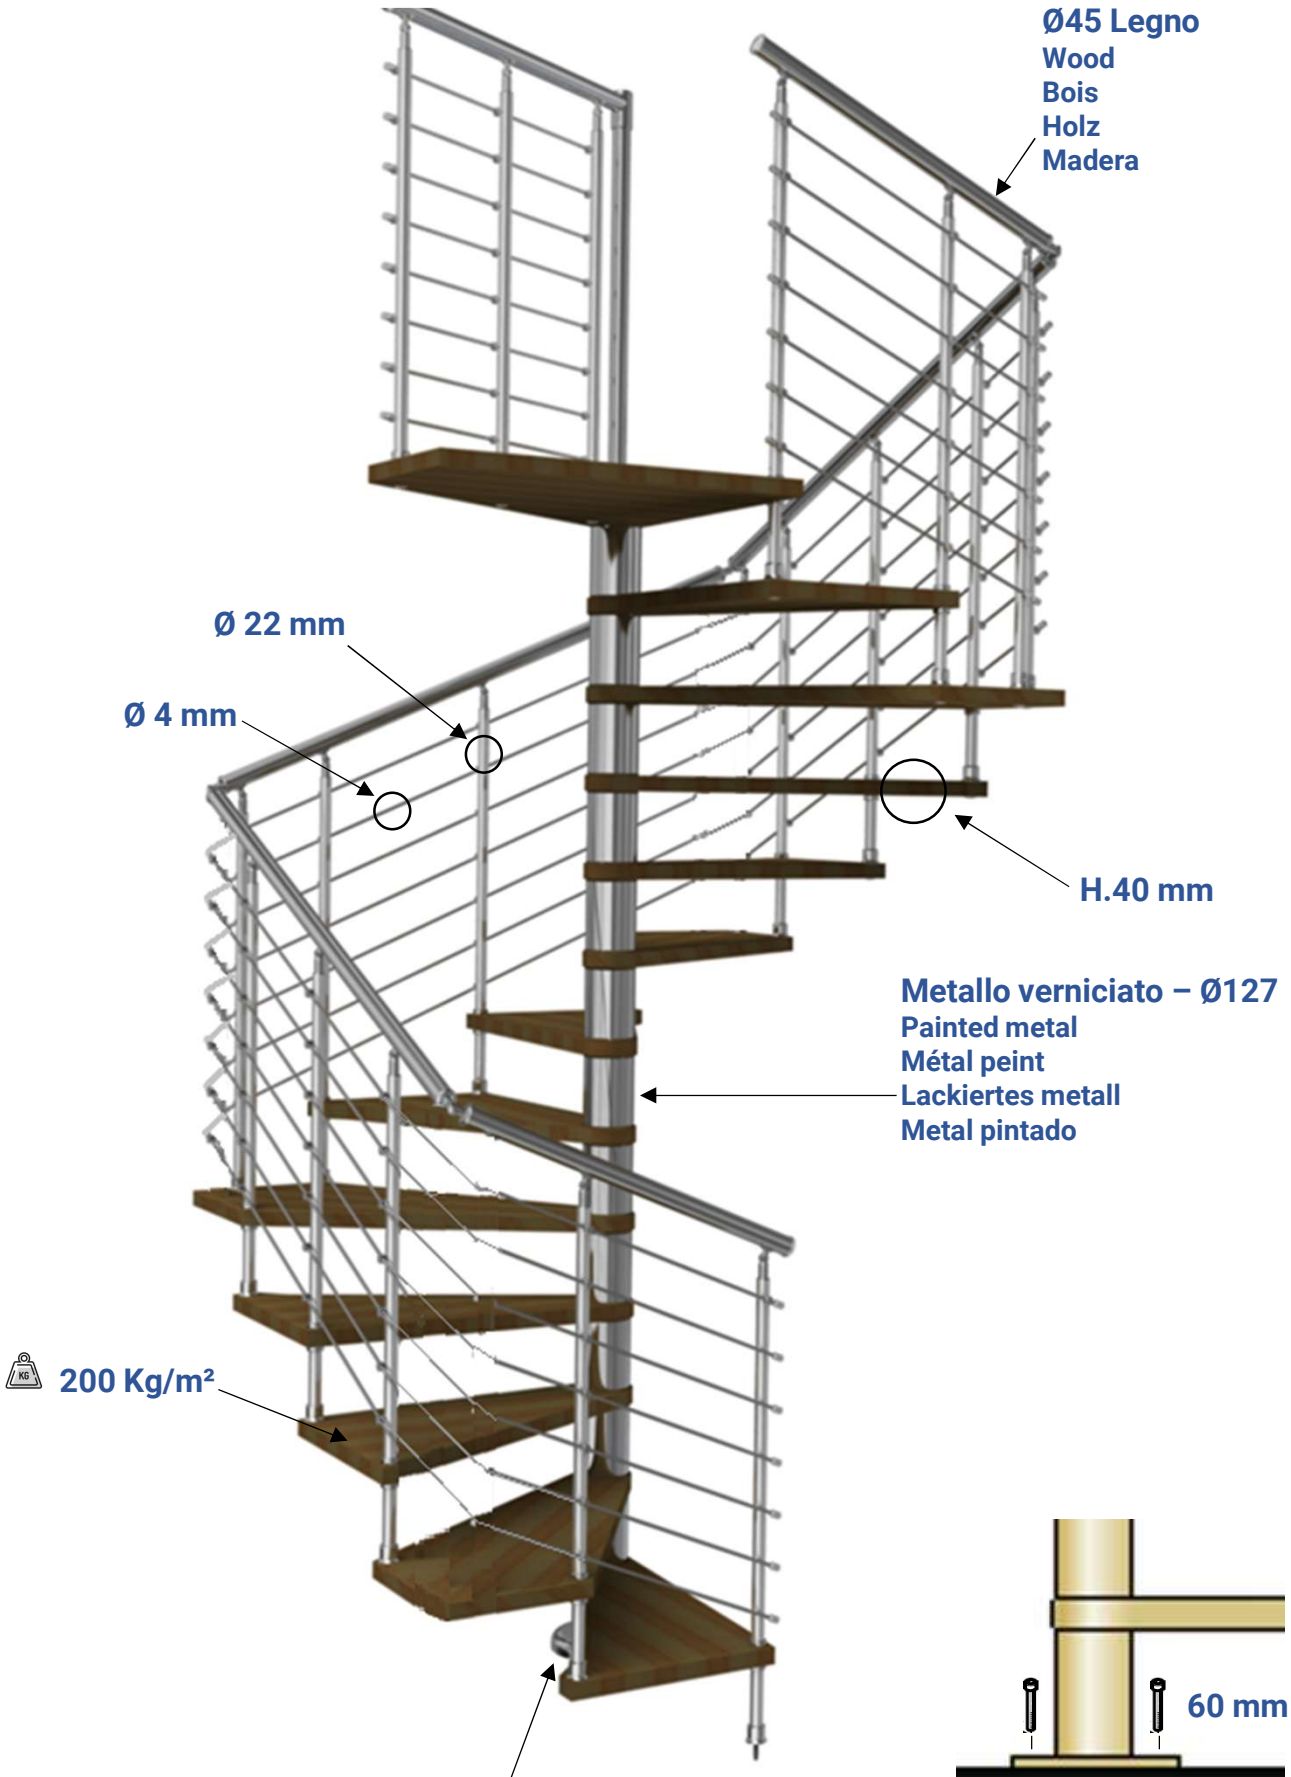 Ø45 Legno
Wood
Bois
Holz
Madera
Ø 22 mm
Ø 4 mm
H.40 mm
Metallo verniciato – Ø127
Painted metal
Métal peint
Lackiertes metall
Metal pintado
KG
200 Kg/m²
60 mm